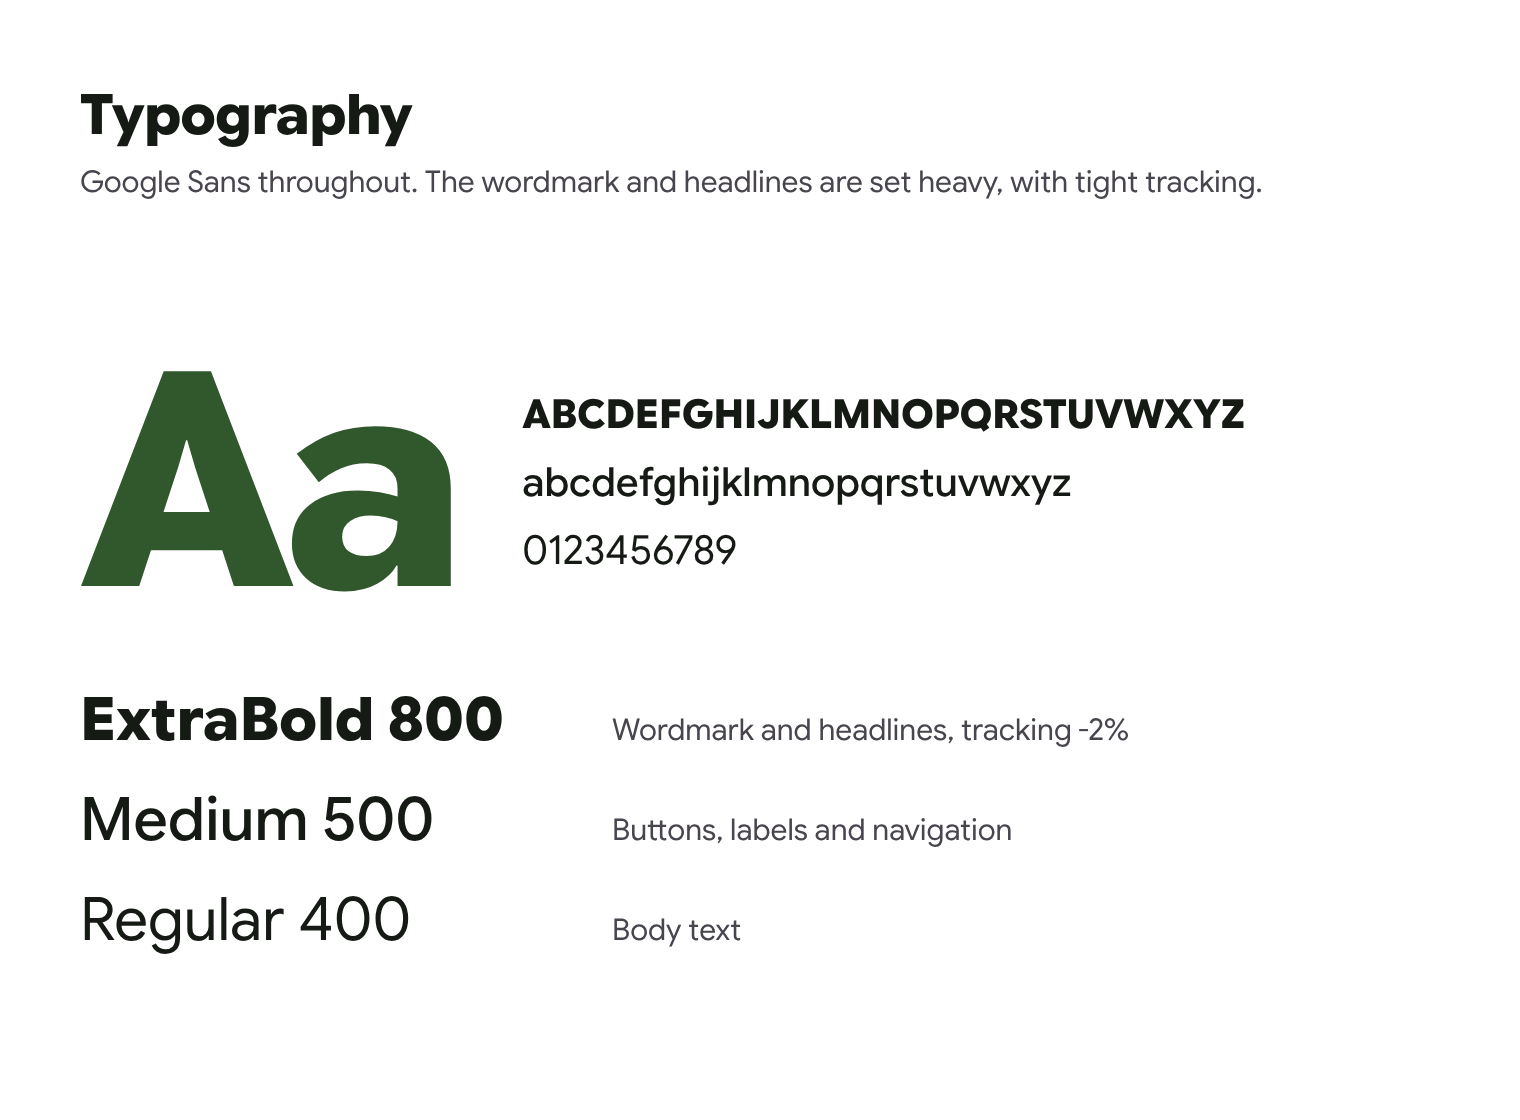 Typography
Google Sans throughout. The wordmark and headlines are set heavy, with tight tracking.
Aa
ABCDEFGHIJKLMNOPQRSTUVWXYZ
abcdefghijklmnopqrstuvwxyz
0123456789
ExtraBold 800
Wordmark and headlines, tracking -2%
Medium 500
Buttons, labels and navigation
Regular 400
Body text